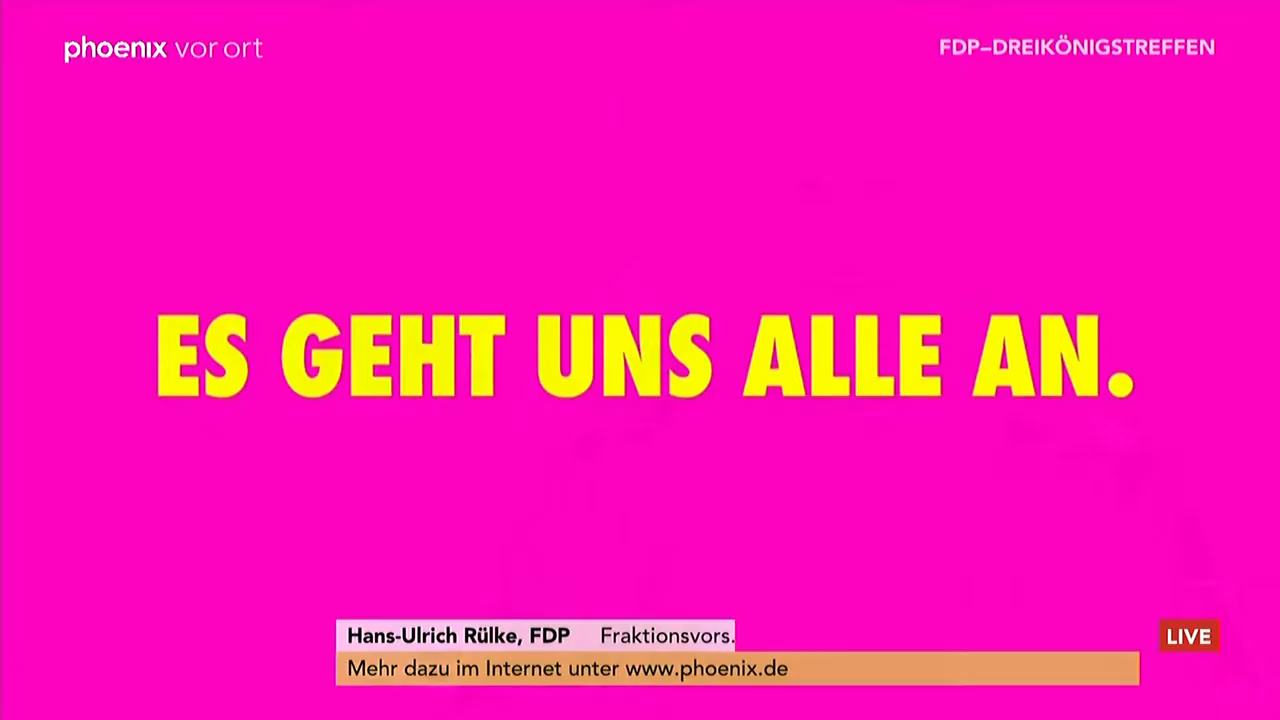 phoenix vor ort
FDP–DREIKÖNIGSTREFFEN
ES GEHT UNS ALLE AN.
Hans-Ulrich Rülke, FDP Fraktionsvors.
LIVE
Mehr dazu im Internet unter www.phoenix.de